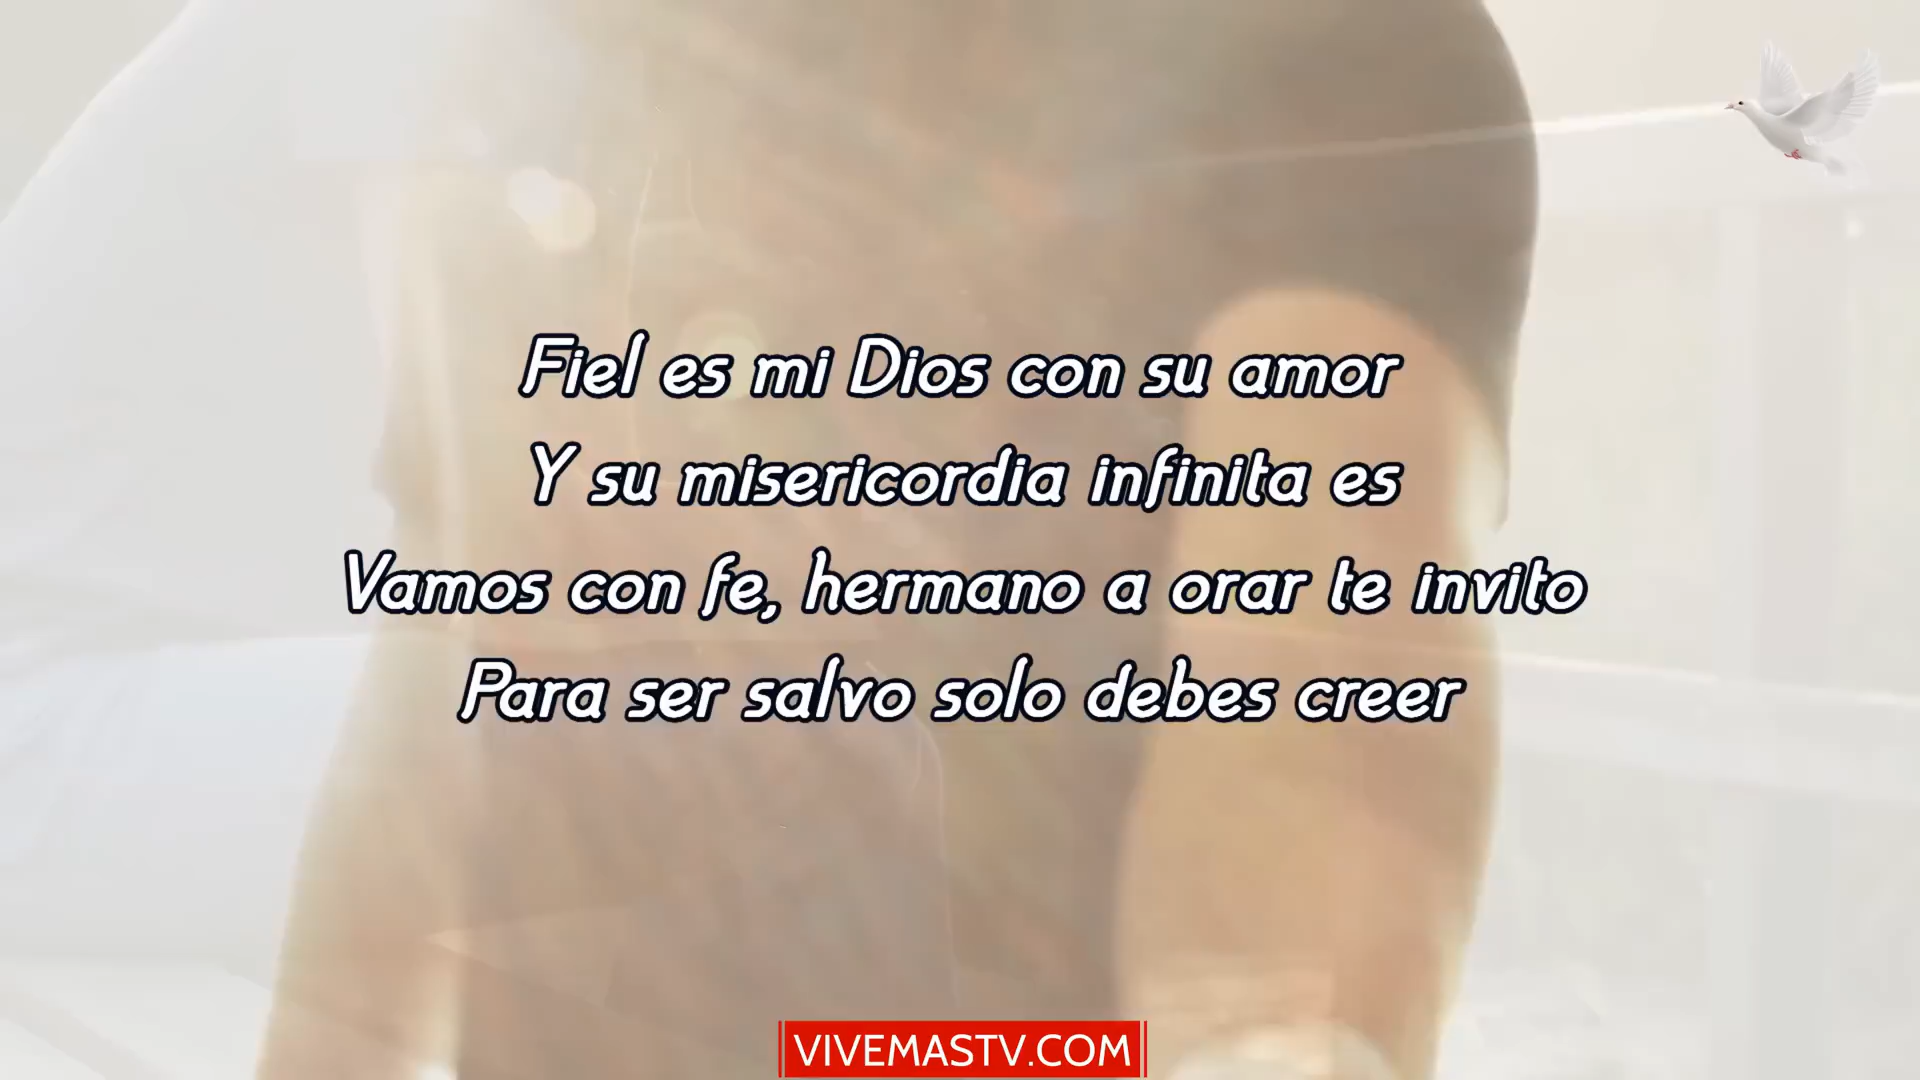 Fiel es mi Dios con su amor
Y su misericordia infinita es
Vamos con fe, hermano a orar te invito
Para ser salvo solo debes creer
VIVEMASTV.COM